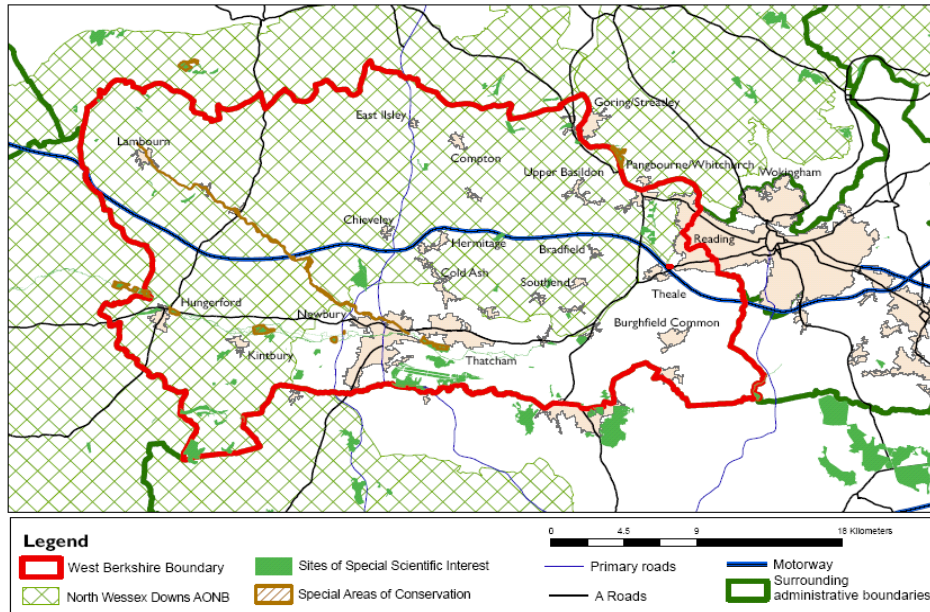 Goring/Streatley
East Ilsley
Lambourn
Compton
Pangbourne/Whitchurch
Upper Basildon
Wokingham
Chieveley
Hermitage
Bradfield
Reading
Cold Ash
Southend
Theale
Hungerford
Newbury
Burghfield Common
Kintbury
Thatcham
Legend
West Berkshire Boundary
North Wessex Downs AONB
Sites of Special Scientific Interest
Special Areas of Conservation
0 4.5 9 18 Kilometers
Primary roads
A Roads
Motorway
Surrounding
administrative boundaries